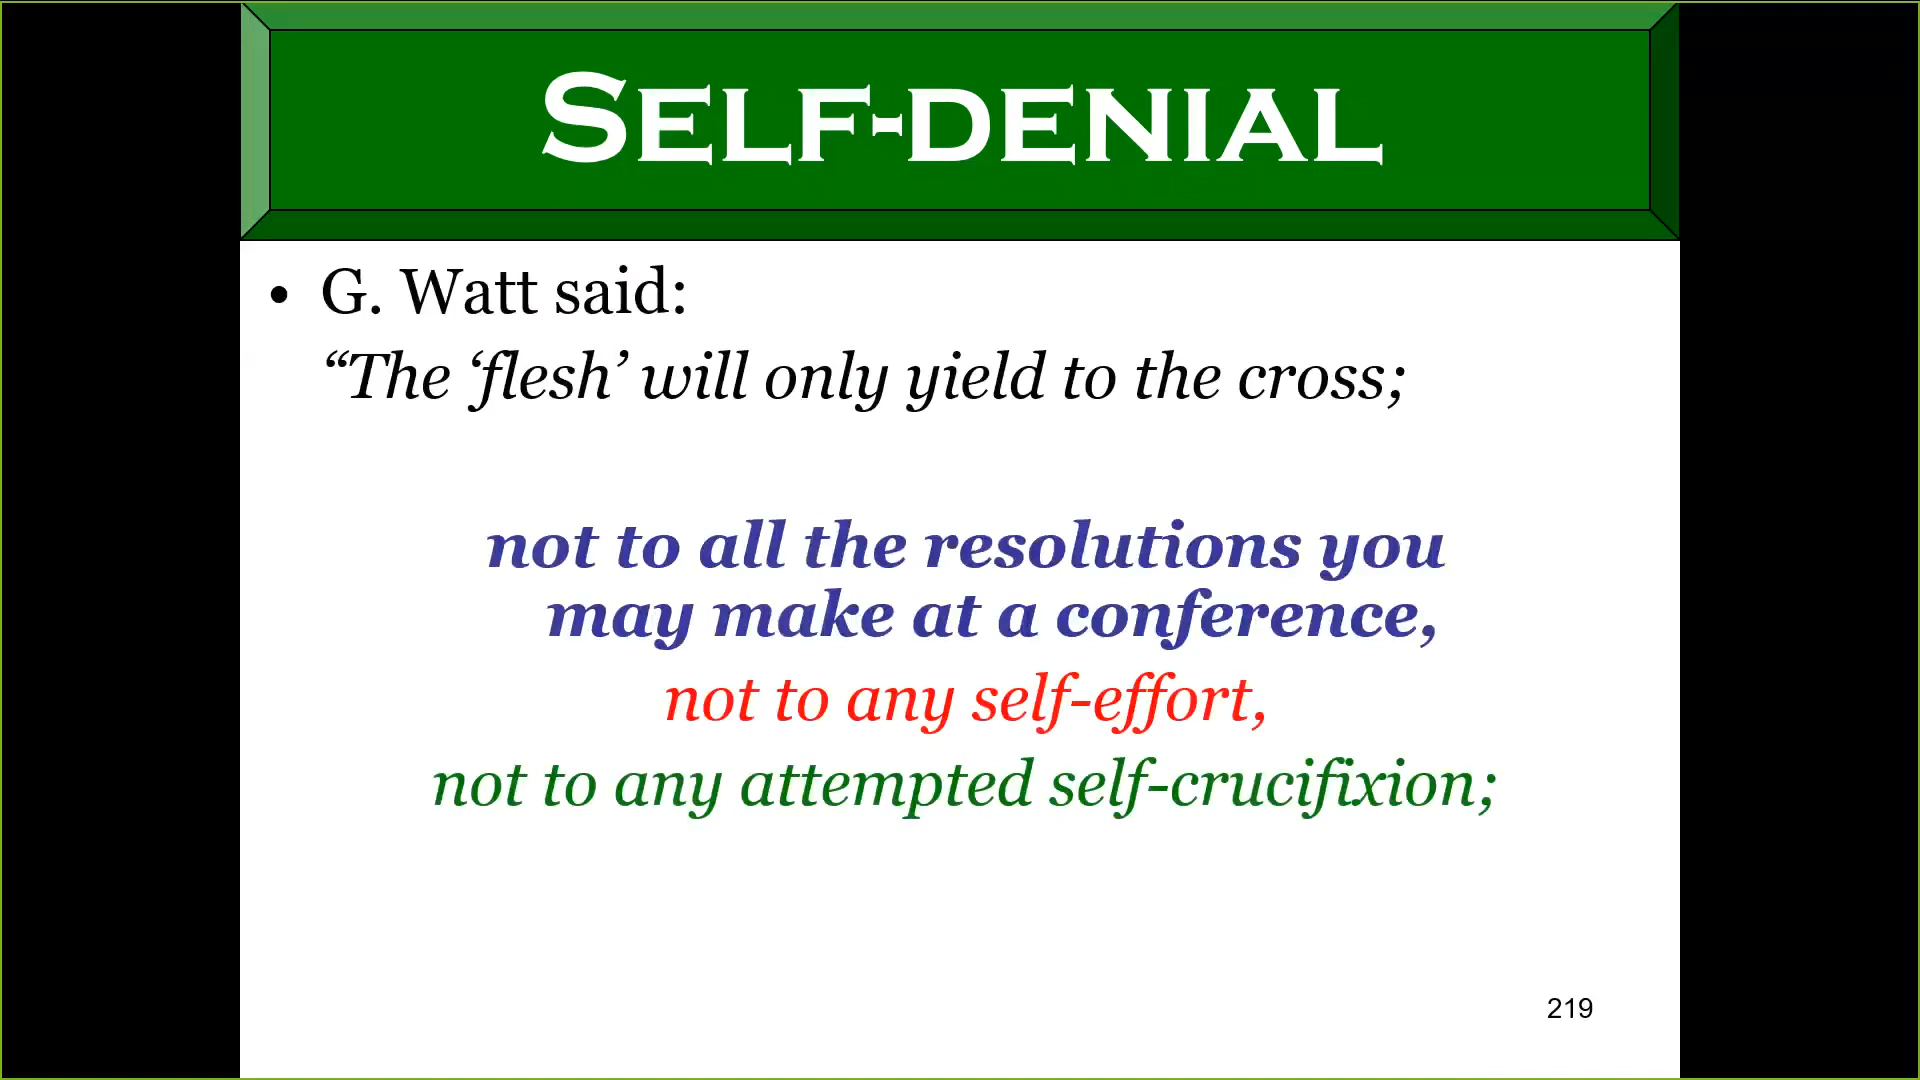 SELF-DENIAL
• G. Watt said:
“The ‘flesh’ will only yield to the cross;
not to all the resolutions you
may make at a conference,
not to any self-effort,
not to any attempted self-crucifixion;
219